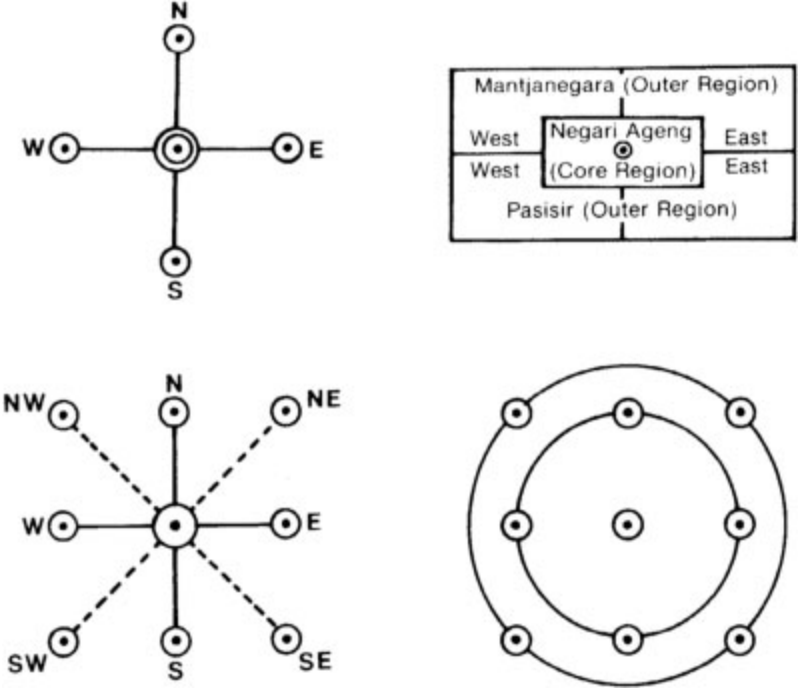 N
W
E
S
Mantjanegara (Outer Region)
West
Negari Ageng
East
West
(Core Region)
East
Pasisir (Outer Region)
NW
N
NE
W
E
SW
S
SE